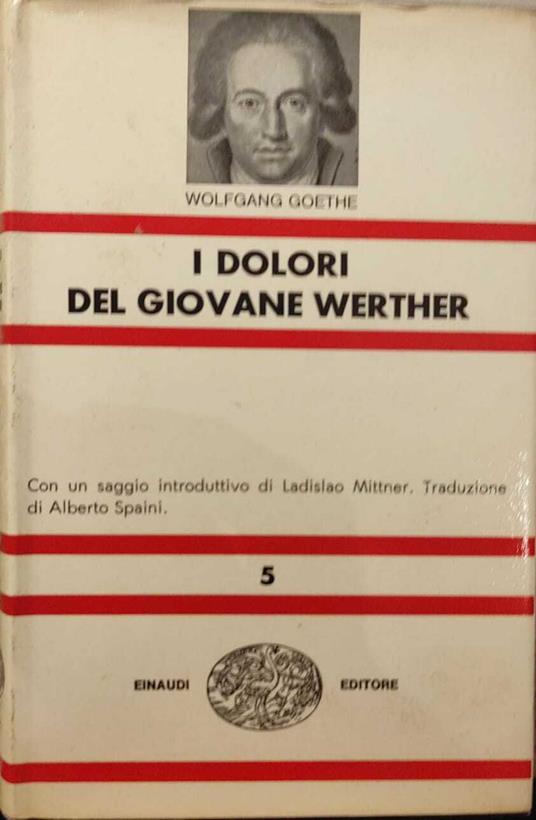 WOLFGANG GOETHE
I DOLORI
DEL GIOVANE WERTHER
Con un saggio introduttivo di Ladislao Mittner. Traduzione
di Alberto Spaini.
5
EINAUDI EDITORE